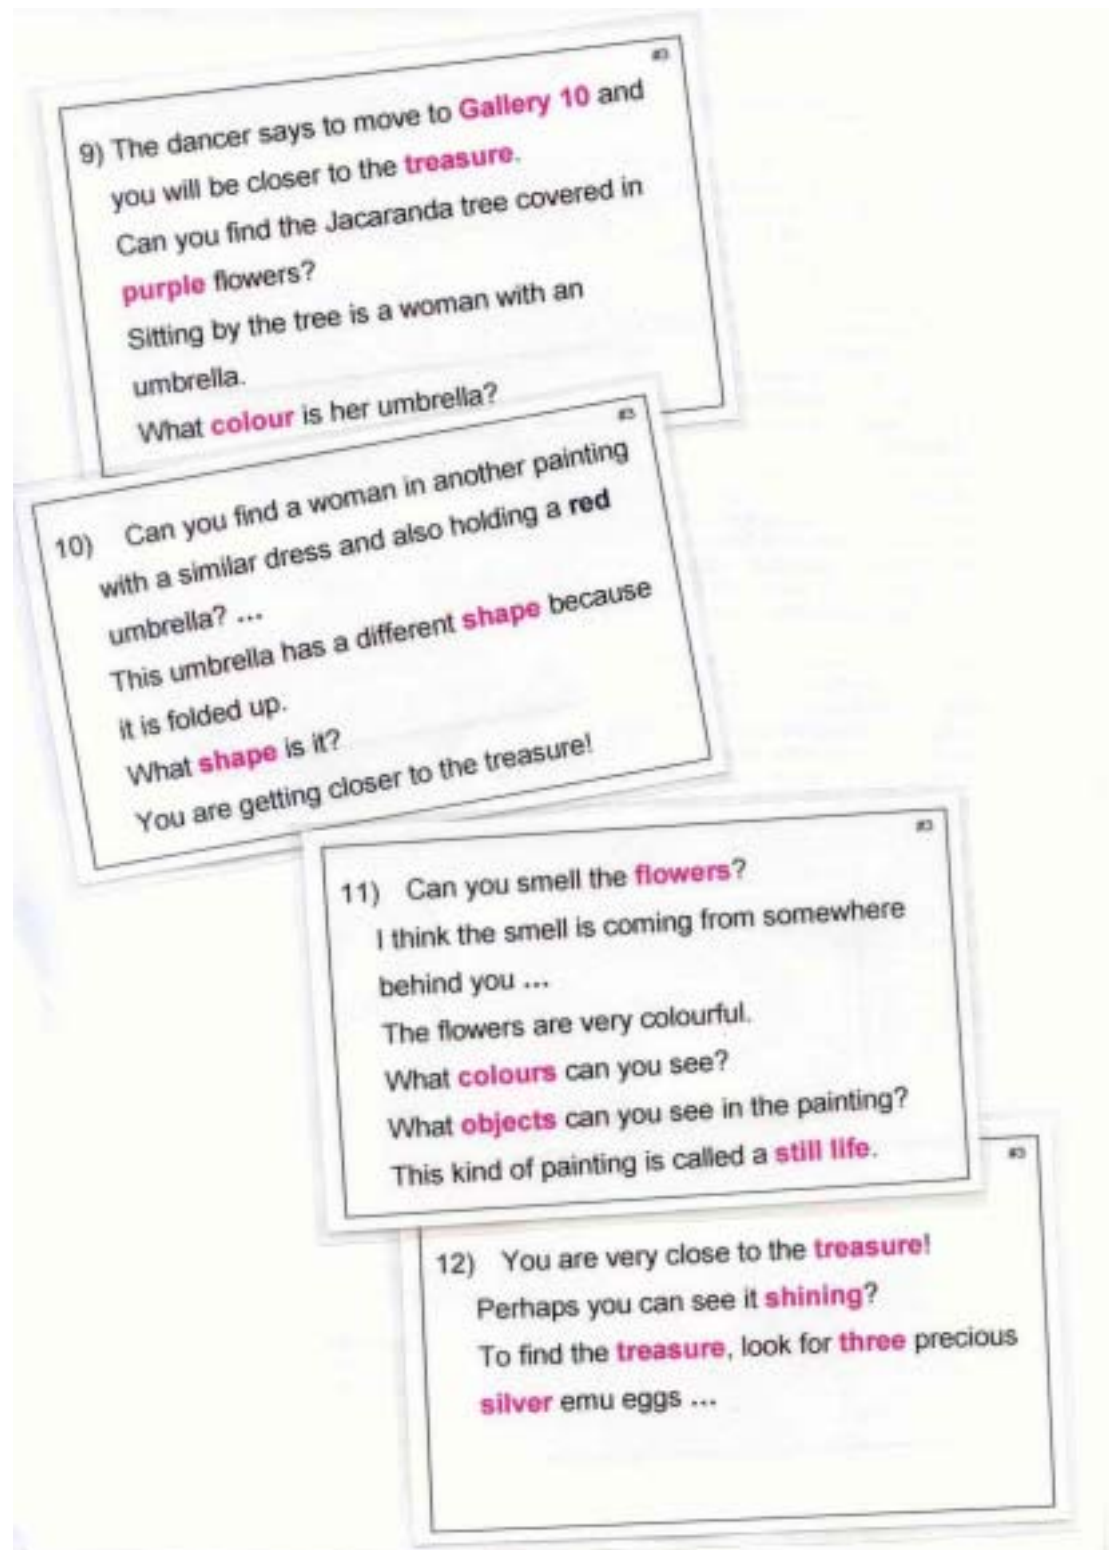 #3
9) The dancer says to move to Gallery 10 and
you will be closer to the treasure.
Can you find the Jacaranda tree covered in
purple flowers?
Sitting by the tree is a woman with an
umbrella.
What colour is her umbrella?
#3
10) Can you find a woman in another painting
with a similar dress and also holding a red
umbrella? ...
This umbrella has a different shape because
it is folded up.
What shape is it?
You are getting closer to the treasure!
#3
11) Can you smell the flowers?
I think the smell is coming from somewhere
behind you ...
The flowers are very colourful.
What colours can you see?
What objects can you see in the painting?
This kind of painting is called a still life.
#3
12) You are very close to the treasure!
Perhaps you can see it shining?
To find the treasure, look for three precious
silver emu eggs ...